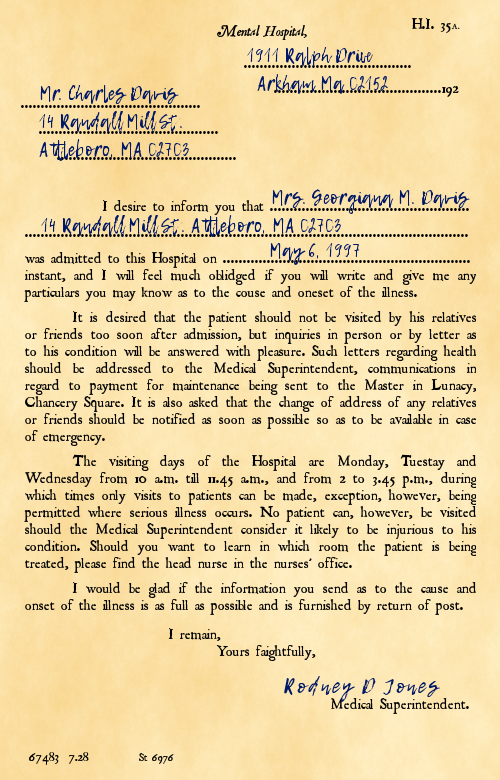 Mental Hospital,
H.I. 35A.
1911 Ralph Drive
Arkham Ma 02152 192
Mr. Charles Davis
14 Randall Mill St.
Attleboro, MA 02703
I desire to inform you that Mrs. Georgiana M. Davis
14 Randall Mill St. Attleboro, MA 02703
was admitted to this Hospital on May 6, 1997
instant, and I will feel much oblidged if you will write and give me any
particulars you may know as to the couse and oneset of the illness.
It is desired that the patient should not be visited by his relatives
or friends too soon after admission, but inquiries in person or by letter as
to his condition will be answered with pleasure. Such letters regarding health
should be addressed to the Medical Superintendent, communications in
regard to payment for maintenance being sent to the Master in Lunacy,
Chancery Square. It is also asked that the change of address of any relatives
or friends should be notified as soon as possible so as to be available in case
of emergency.
The visiting days of the Hospital are Monday, Tuestay and
Wednesday from 10 a.m. till 11.45 a.m., and from 2 to 3.45 p.m., during
which times only visits to patients can be made, exception, however, being
permitted where serious illness occurs. No patient can, however, be visited
should the Medical Superintendent consider it likely to be injurious to his
condition. Should you want to learn in which room the patient is being
treated, please find the head nurse in the nurses' office.
I would be glad if the information you send as to the cause and
onset of the illness is as full as possible and is furnished by return of post.
I remain,
Yours faightfully,
Rodney D Jones
Medical Superintendent.
67483 7.28 St 6976